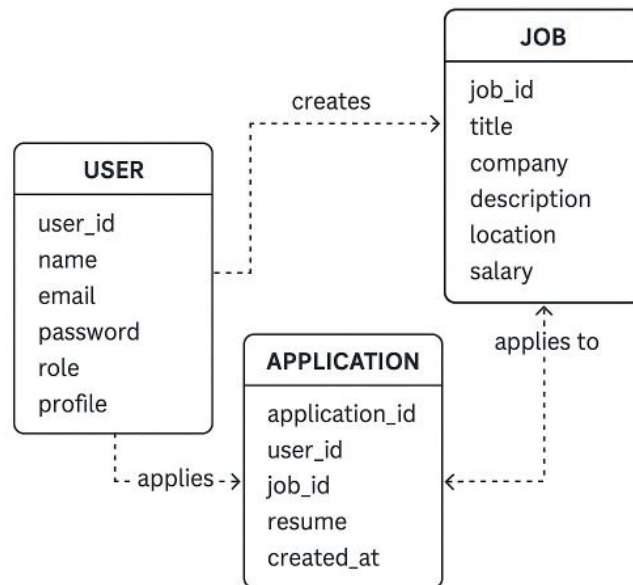 JOB
job_id
title
company
description
location
salary
creates
USER
user_id
name
email
password
role
profile
applies to
APPLICATION
application_id
user_id
job_id
resume
created_at
applies